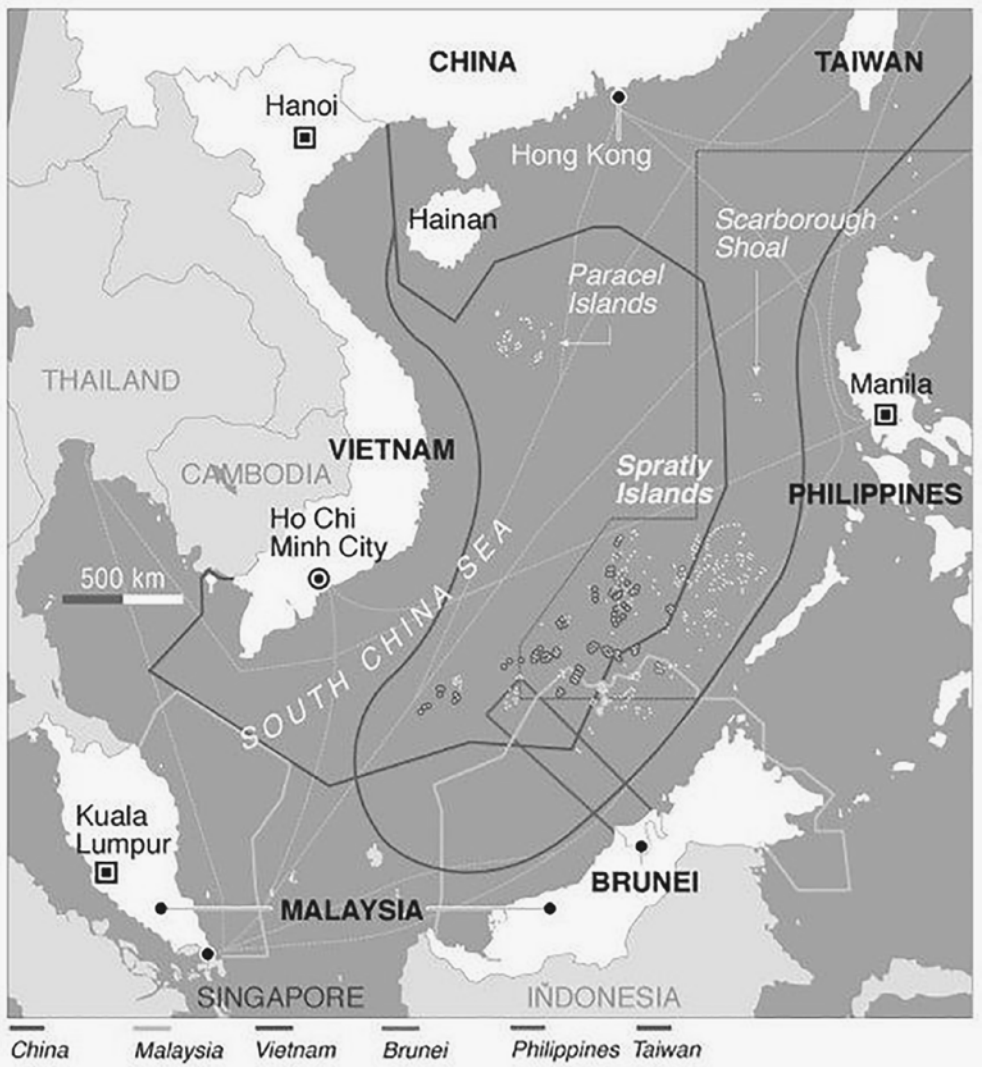 CHINA
TAIWAN
Hanoi
Hong Kong
Hainan
Scarborough
Shoal
Paracel
Islands
THAILAND
Manila
VIETNAM
CAMBODIA
Spratly
Islands
PHILIPPINES
Ho Chi
Minh City
500 km
SOUTH CHINA SEA
Kuala
Lumpur
BRUNEI
MALAYSIA
SINGAPORE
INDONESIA
China
Malaysia
Vietnam
Brunei
Philippines
Taiwan